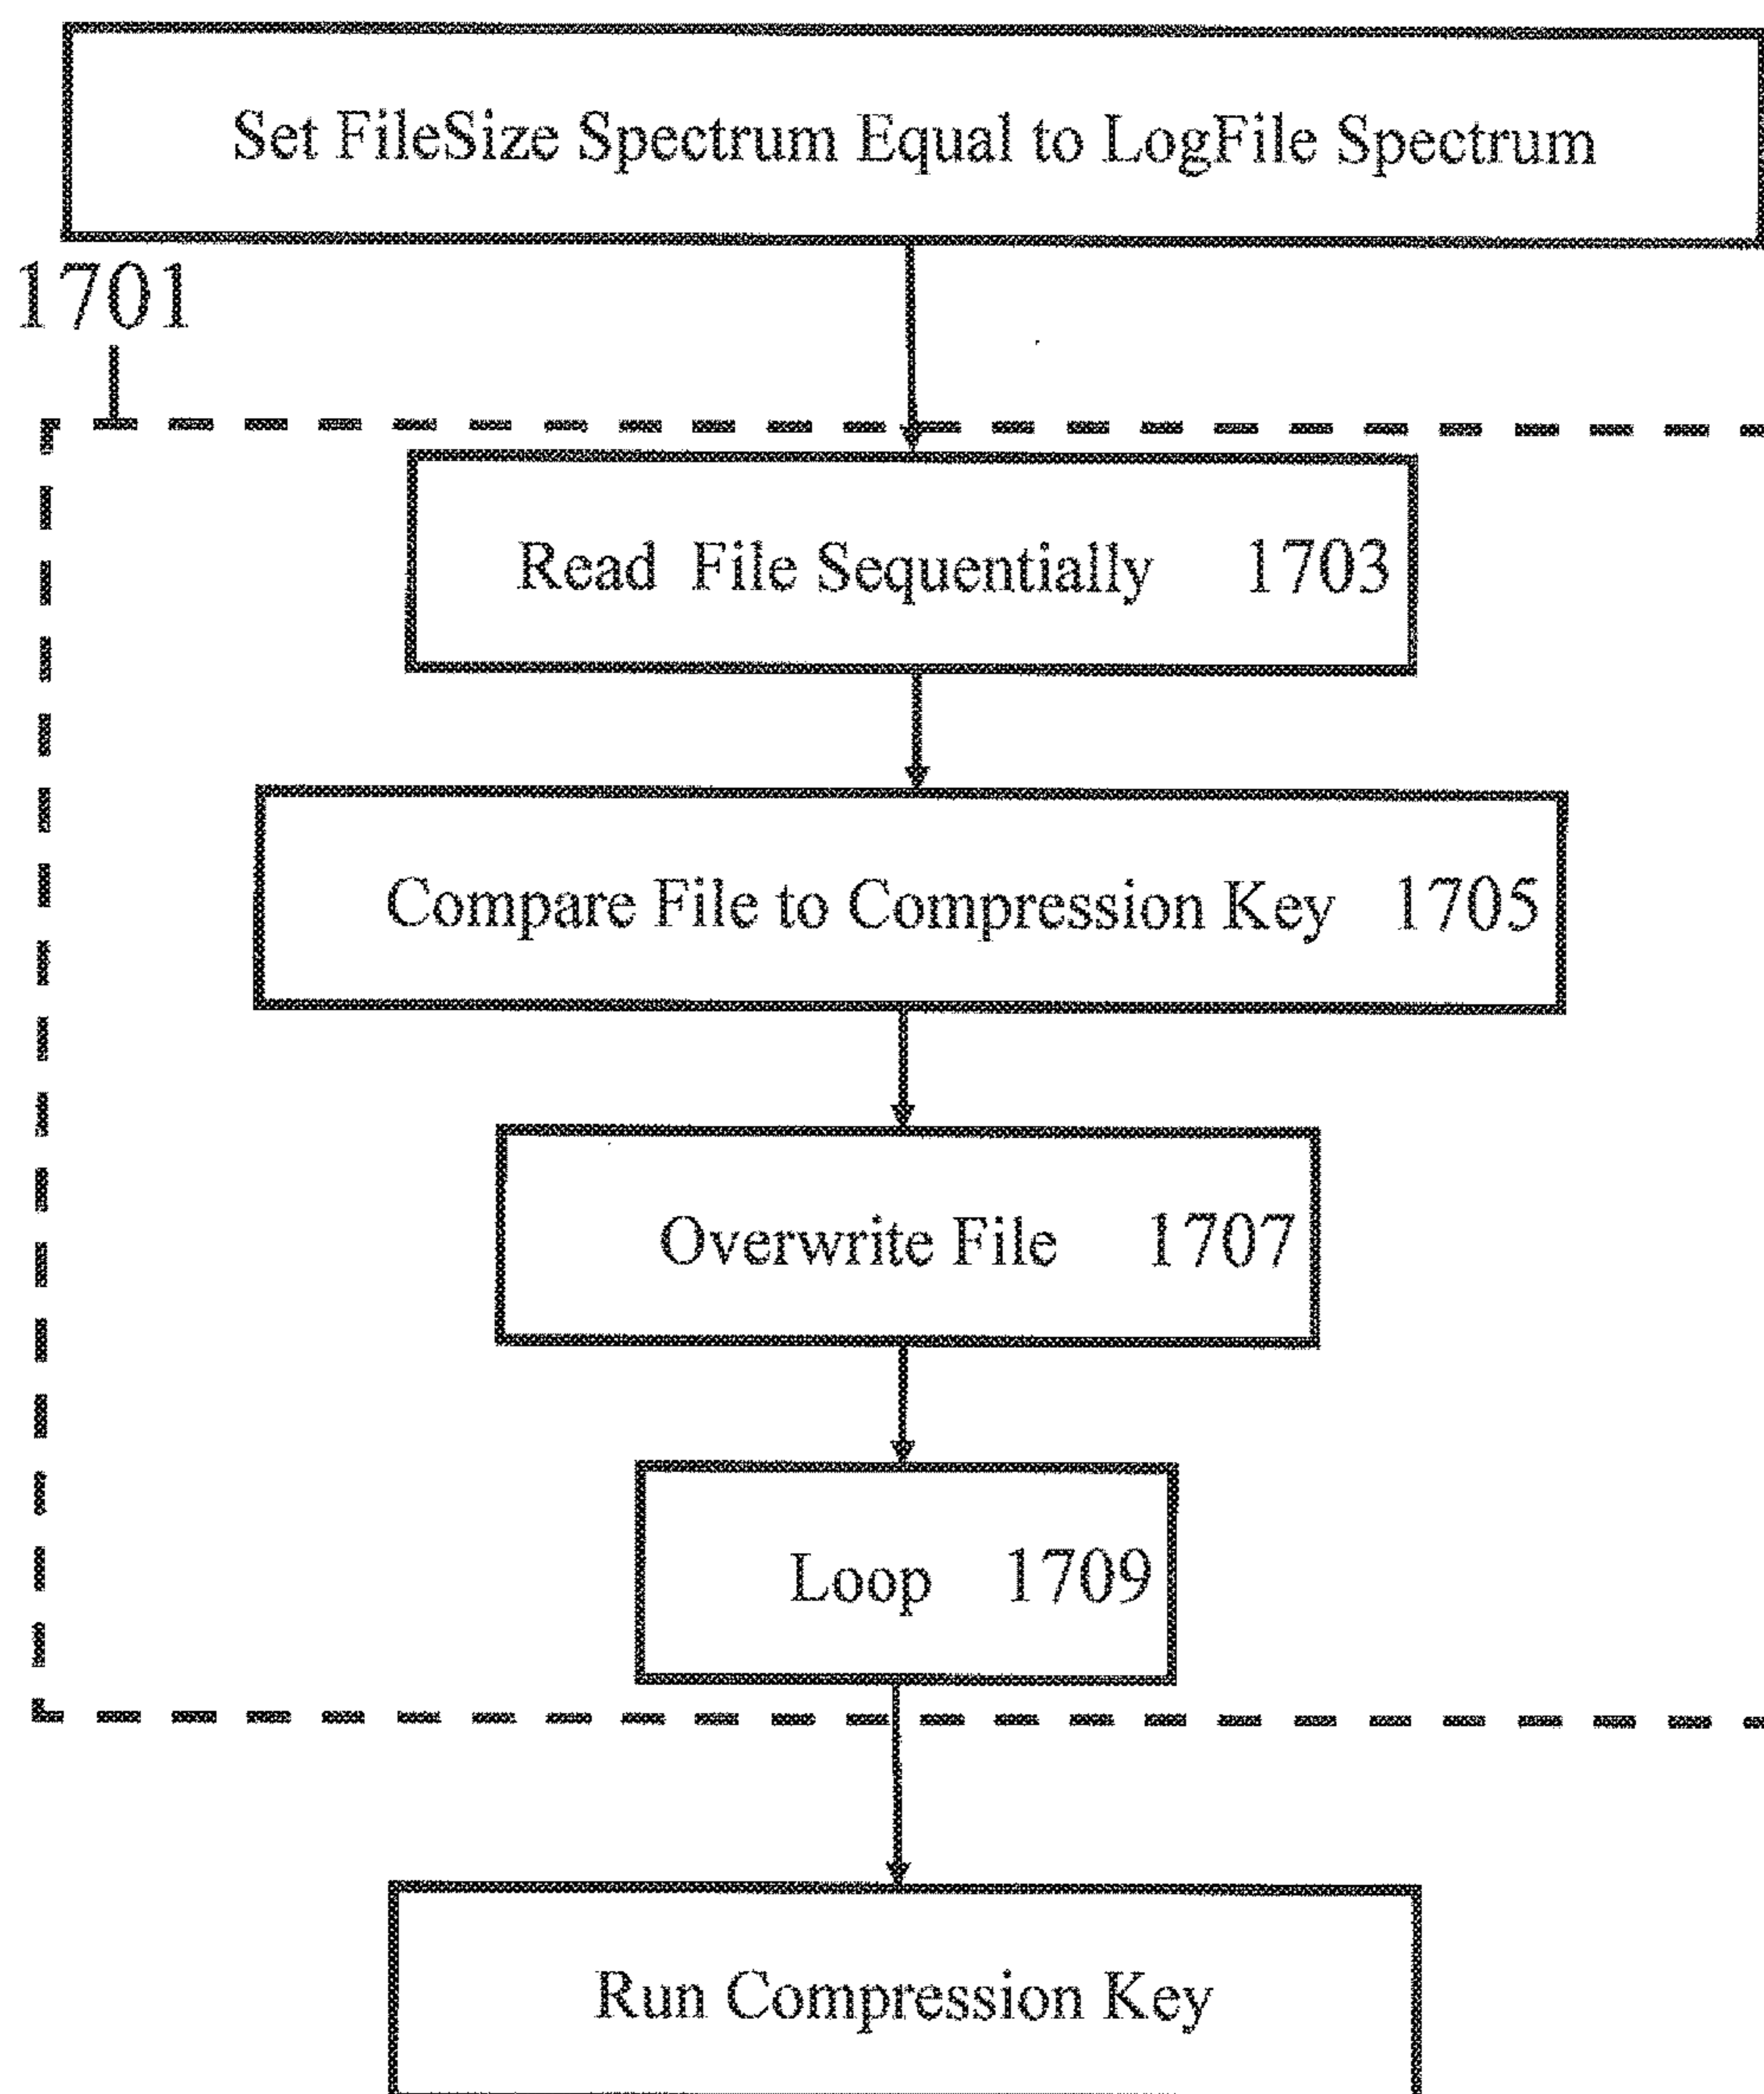 Set FileSize Spectrum Equal to LogFile Spectrum
1701
Read File Sequentially 1703
Compare File to Compression Key 1705
Overwrite File 1707
Loop 1709
Run Compression Key